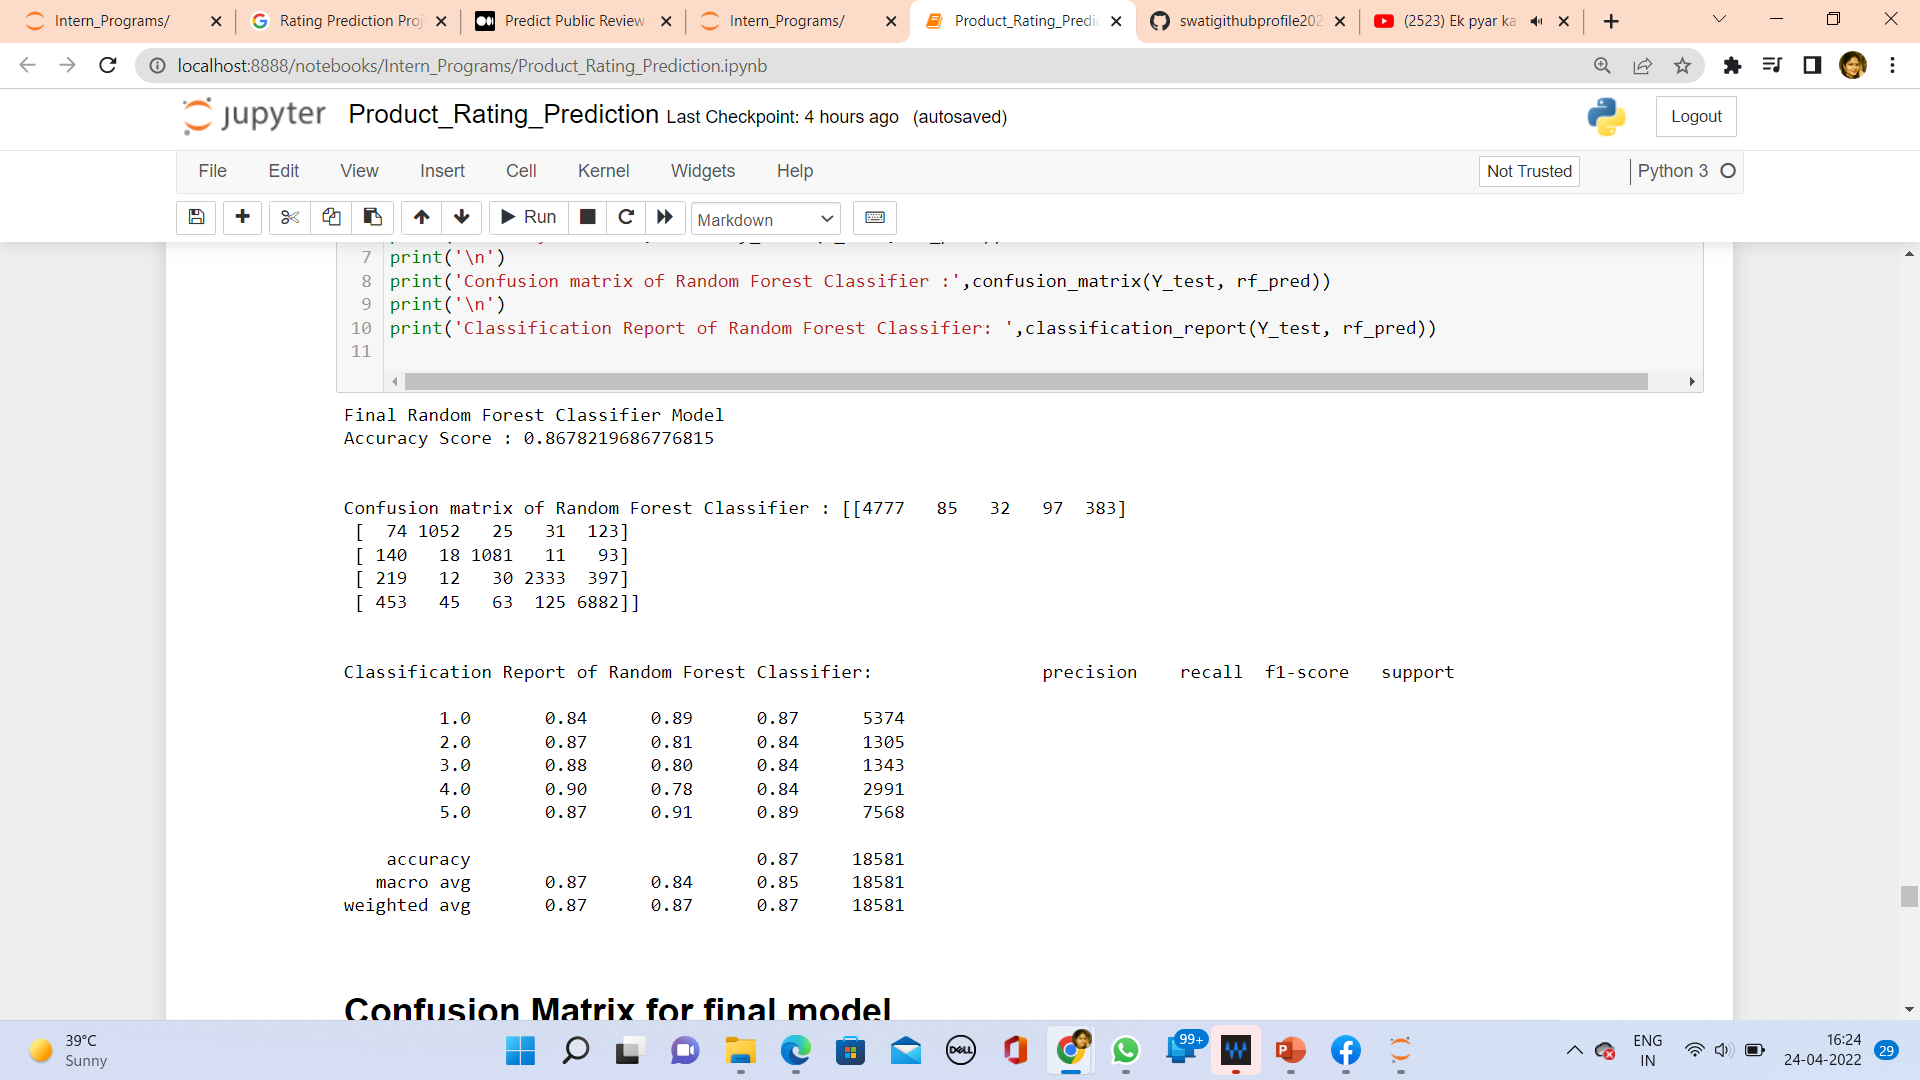 Intern_Programs/
Rating Prediction Proj
Predict Public Review
Intern_Programs/
Product_Rating_Predic
swatigithubprofile202
(2523) Ek pyar ka
localhost:8888/notebooks/Intern_Programs/Product_Rating_Prediction.ipynb
jupyter Product_Rating_Prediction Last Checkpoint: 4 hours ago (autosaved)
Logout
File Edit View Insert Cell Kernel Widgets Help
Not Trusted
Python 3
Run
Markdown
7 print('\n')
8 print('Confusion matrix of Random Forest Classifier :',confusion_matrix(Y_test, rf_pred))
9 print('\n')
10 print('Classification Report of Random Forest Classifier: ',classification_report(Y_test, rf_pred))
11
Final Random Forest Classifier Model
Accuracy Score : 0.8678219686776815
Confusion matrix of Random Forest Classifier : [[4777 85 32 97 383]
[ 74 1052 25 31 123]
[ 140 18 1081 11 93]
[ 219 12 30 2333 397]
[ 453 45 63 125 6882]]
Classification Report of Random Forest Classifier: precision recall f1-score support
1.0 0.84 0.89 0.87 5374
2.0 0.87 0.81 0.84 1305
3.0 0.88 0.80 0.84 1343
4.0 0.90 0.78 0.84 2991
5.0 0.87 0.91 0.89 7568
accuracy 0.87 18581
macro avg 0.87 0.84 0.85 18581
weighted avg 0.87 0.87 0.87 18581
Confusion Matrix for final model
39°C
Sunny
DELL
99+
ENG
IN
16:24
24-04-2022
29